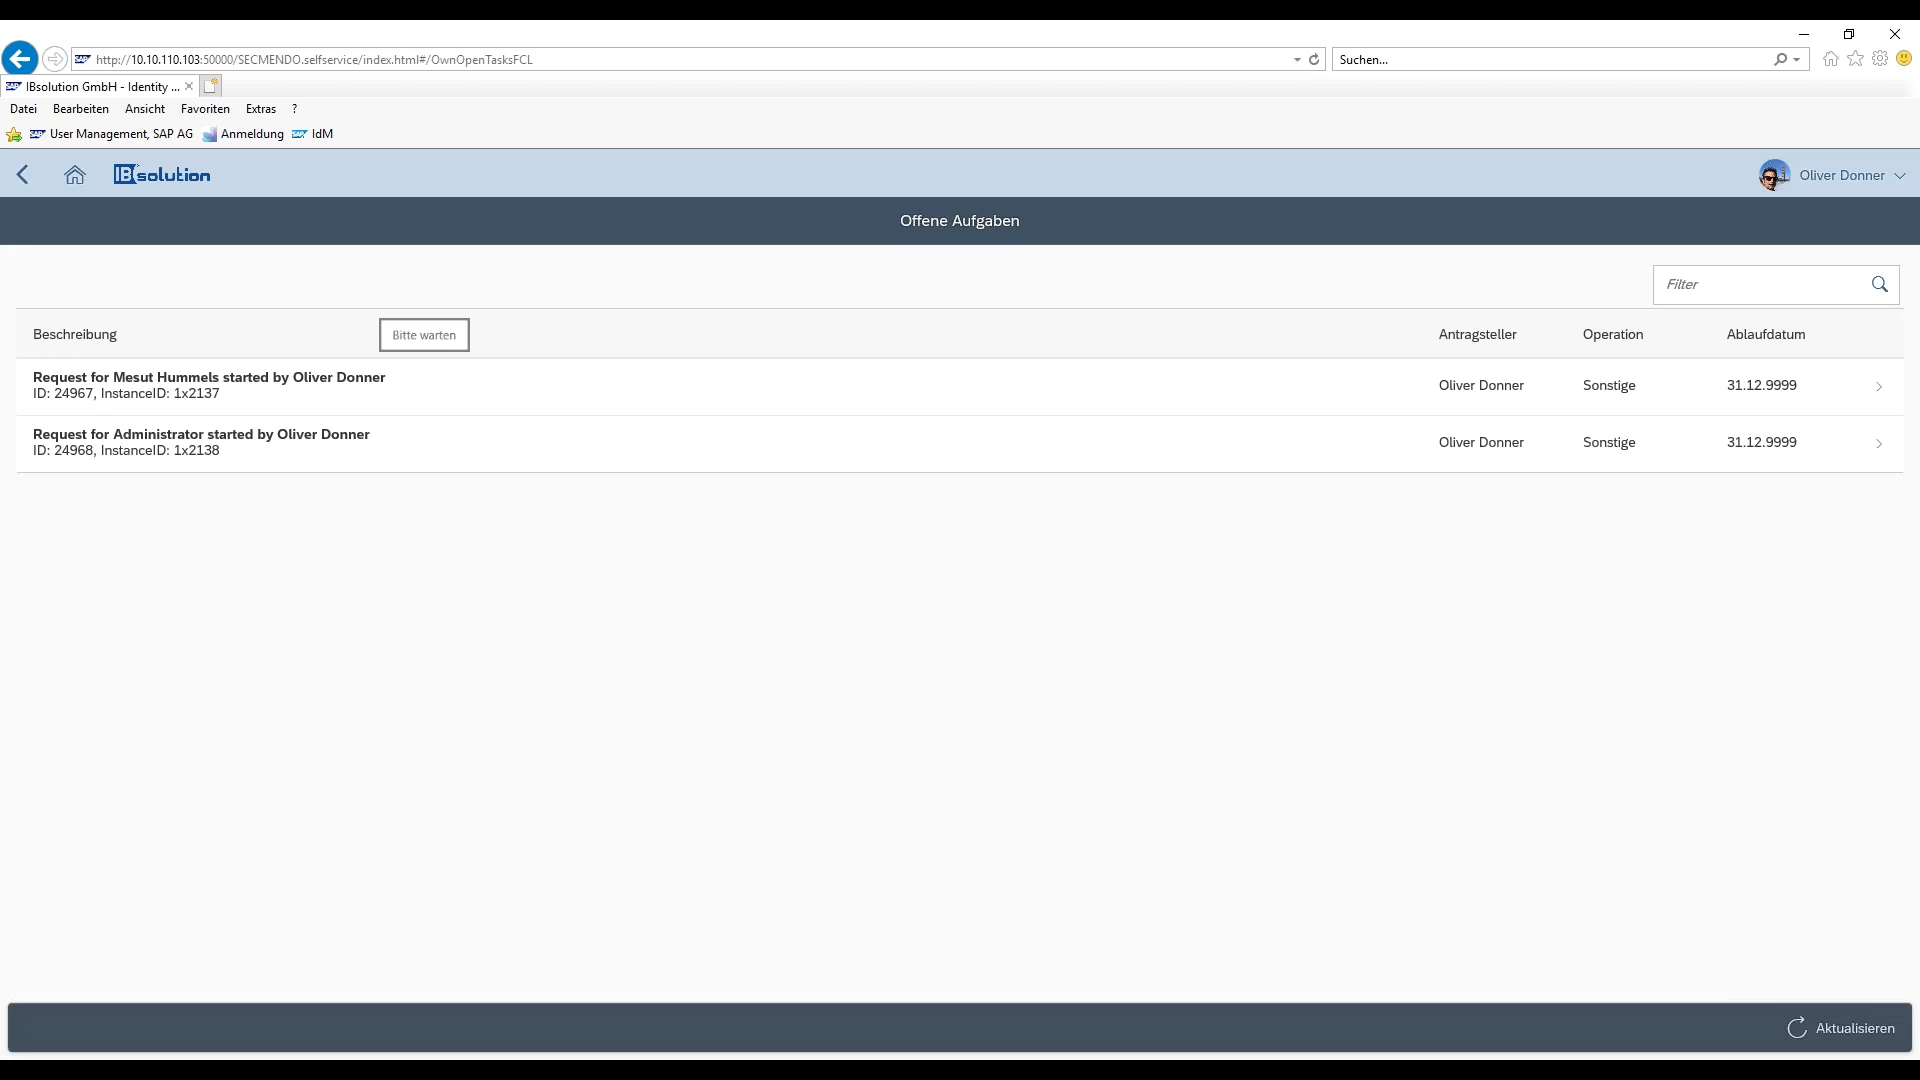 http://10.10.110.103:50000/SECMENDO.selfservice/index.html#/OwnOpenTasksFCL
Suchen...
IBsolution GmbH - Identity ...
Datei Bearbeiten Ansicht Favoriten Extras ?
SAP User Management, SAP AG Anmeldung SAP IdM
IBsolution
Oliver Donner
Offene Aufgaben
Filter
Beschreibung Bitte warten Antragsteller Operation Ablaufdatum
Request for Mesut Hummels started by Oliver Donner
ID: 24967, InstanceID: 1x2137
Oliver Donner Sonstige 31.12.9999
Request for Administrator started by Oliver Donner
ID: 24968, InstanceID: 1x2138
Oliver Donner Sonstige 31.12.9999
Aktualisieren